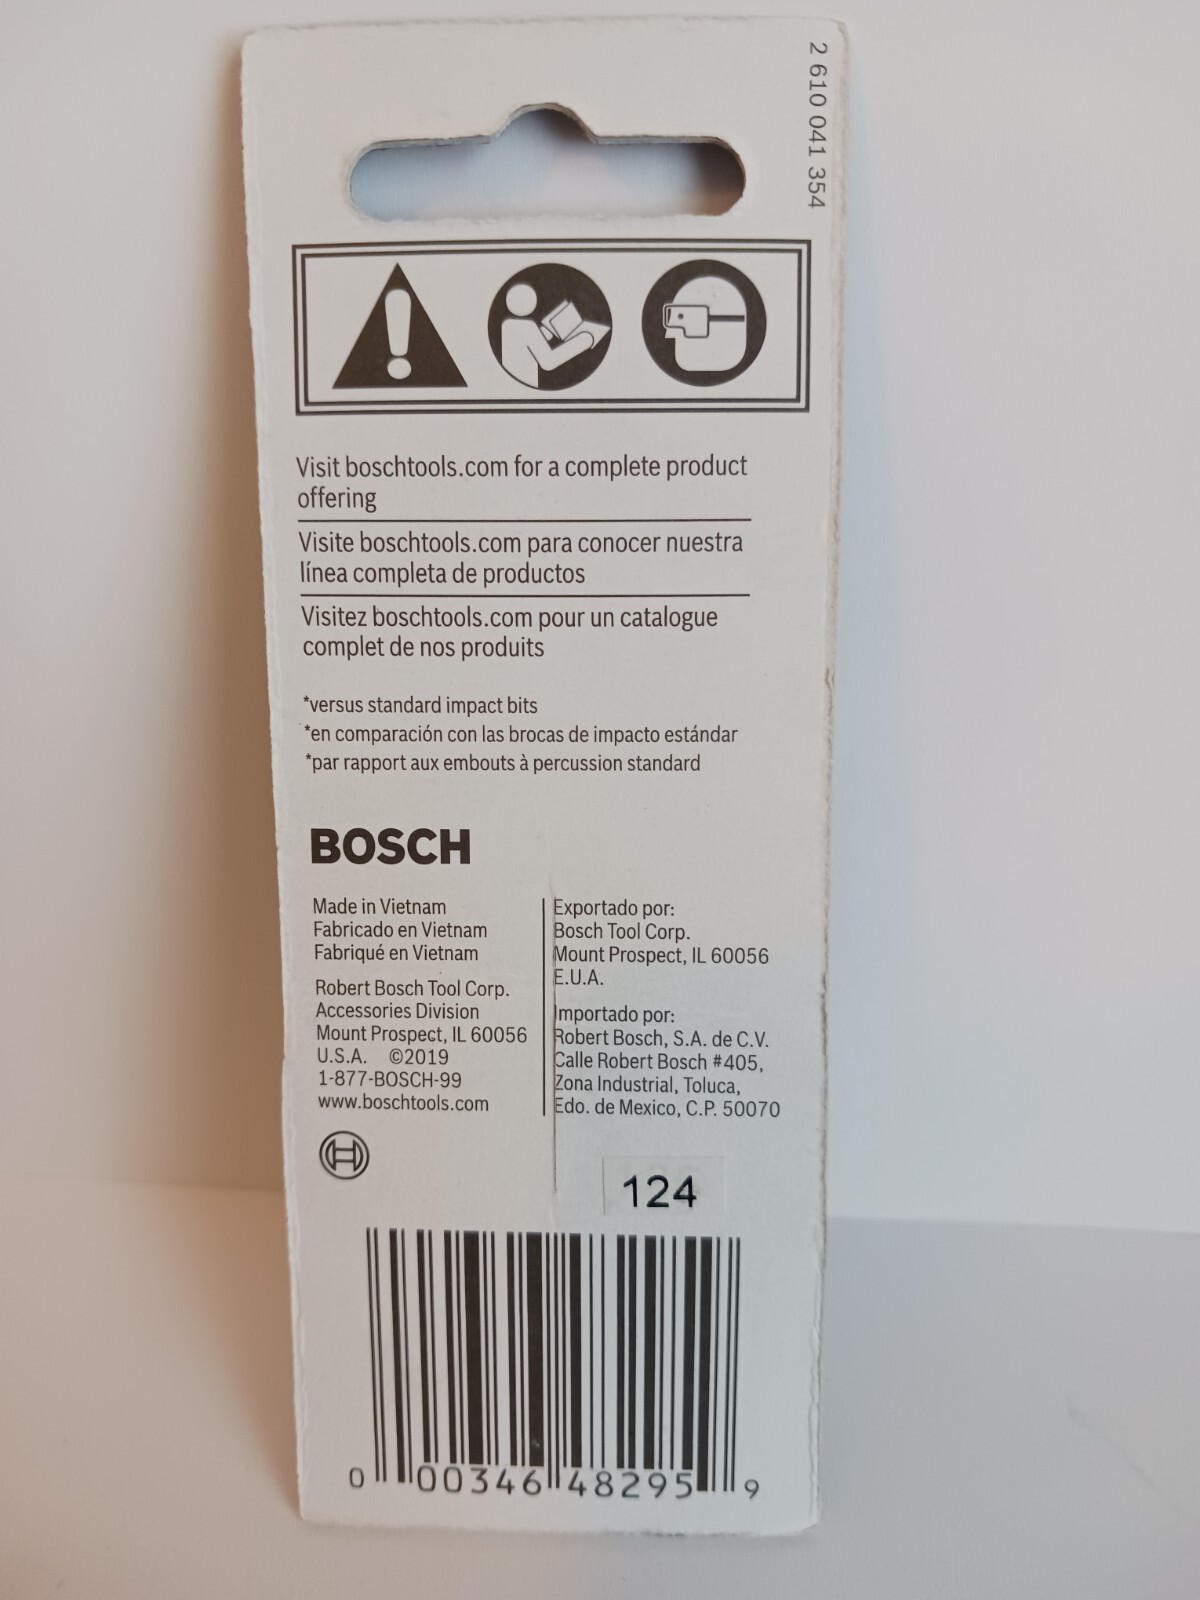 2 610 041 354
Visit boschtools.com for a complete product
offering
Visite boschtools.com para conocer nuestra
línea completa de productos
Visitez boschtools.com pour un catalogue
complet de nos produits
*versus standard impact bits
*en comparación con las brocas de impacto estándar
*par rapport aux embouts à percussion standard
BOSCH
Made in Vietnam
Fabricado en Vietnam
Fabriqué en Vietnam
Robert Bosch Tool Corp.
Accessories Division
Mount Prospect, IL 60056
U.S.A. ©2019
1-877-BOSCH-99
www.boschtools.com
Exportado por:
Bosch Tool Corp.
Mount Prospect, IL 60056
E.U.A.
Importado por:
Robert Bosch, S.A. de C.V.
Calle Robert Bosch #405,
Zona Industrial, Toluca,
Edo. de Mexico, C.P. 50070
124
0 00346 48295 9